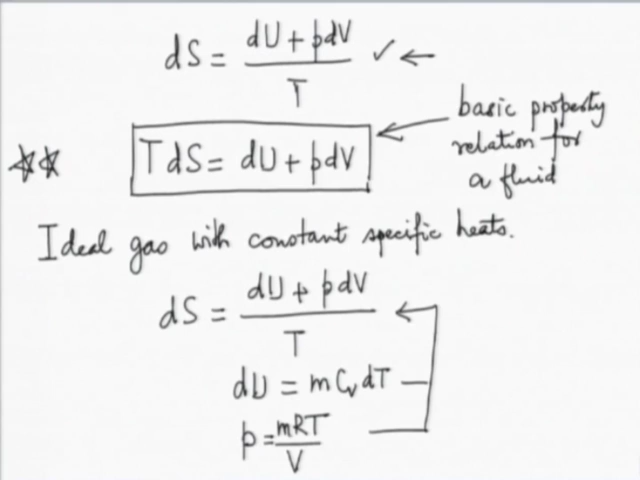 dS = dU + pdV / T ✓ ←
☆☆ TdS = dU + pdV
basic property
relation for
a fluid
Ideal gas with constant specific heats.
dS = dU + pdV / T
dU = m Cv dT
p = mRT / V